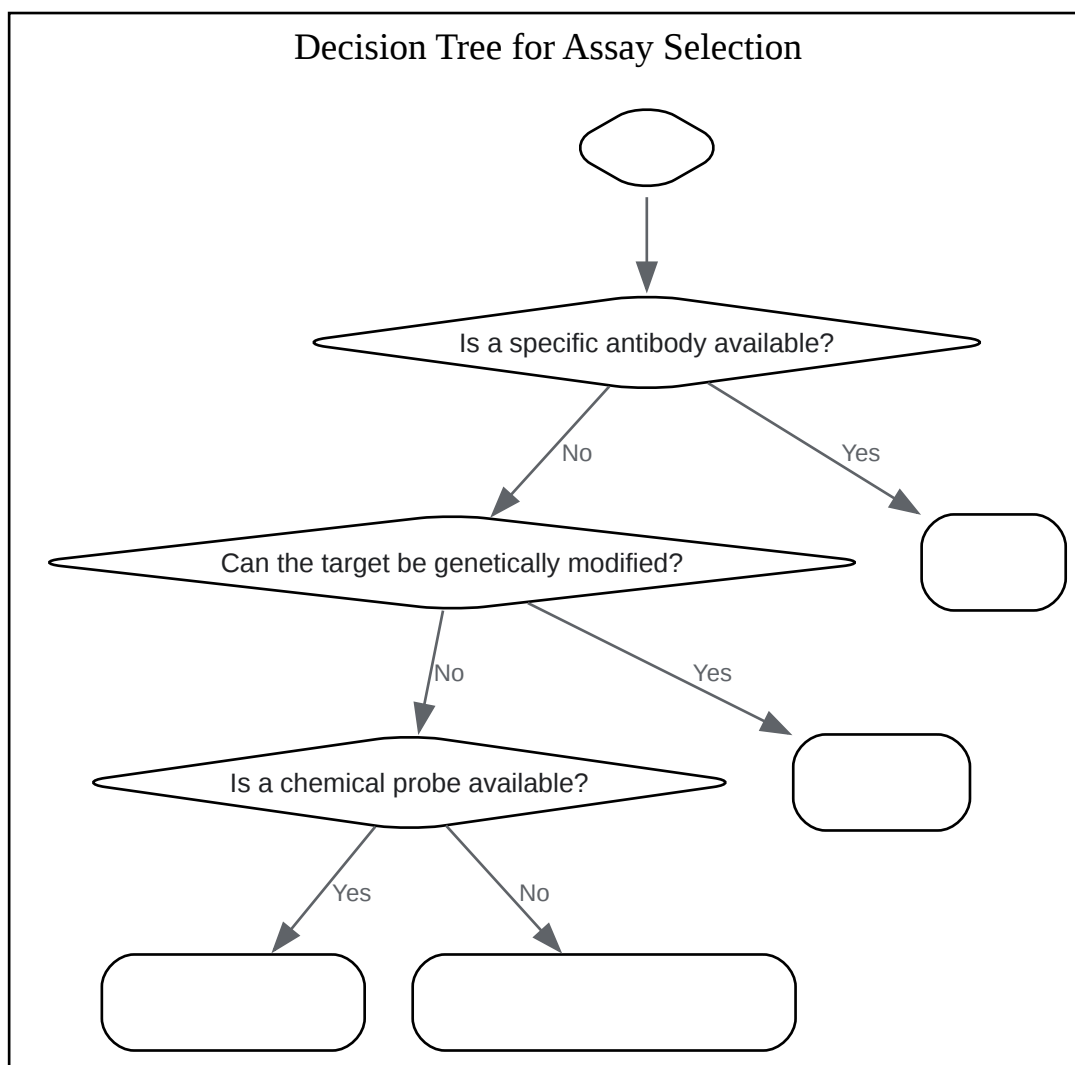 Decision Tree for Assay Selection
Is a specific antibody available?
No
Yes
Can the target be genetically modified?
No
Yes
Is a chemical probe available?
Yes
No